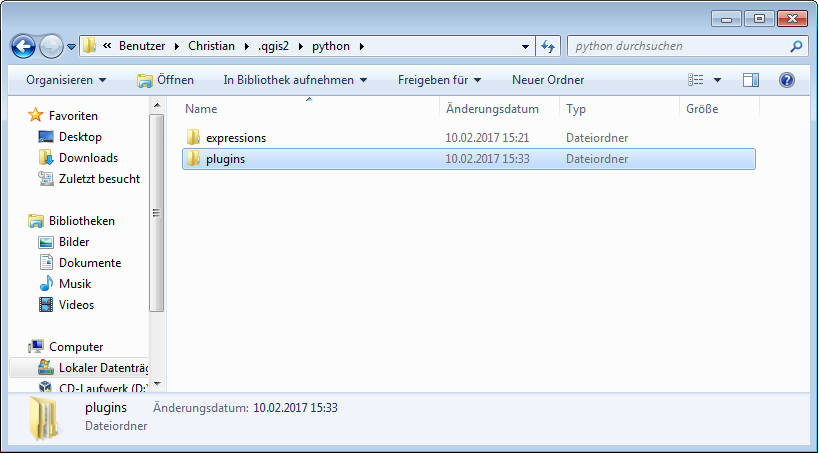 « Benutzer Christian .qgis2 python python durchsuchen
Organisieren Öffnen In Bibliothek aufnehmen Freigeben für Neuer Ordner
Favoriten
Desktop
Downloads
Zuletzt besucht
Bibliotheken
Bilder
Dokumente
Musik
Videos
Computer
Lokaler Datenträg
CD-Laufwerk (D:)
Name Änderungsdatum Typ Größe
expressions 10.02.2017 15:21 Dateiordner
plugins 10.02.2017 15:33 Dateiordner
plugins Änderungsdatum: 10.02.2017 15:33
Dateiordner